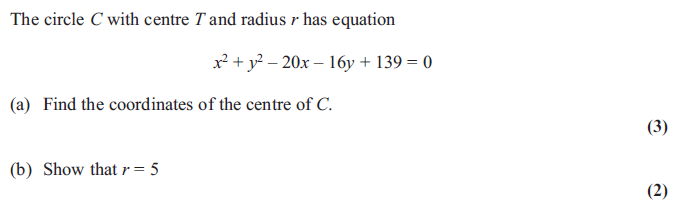 The circle C with centre T and radius r has equation
x² + y² – 20x – 16y + 139 = 0
(a) Find the coordinates of the centre of C.
(3)
(b) Show that r = 5
(2)